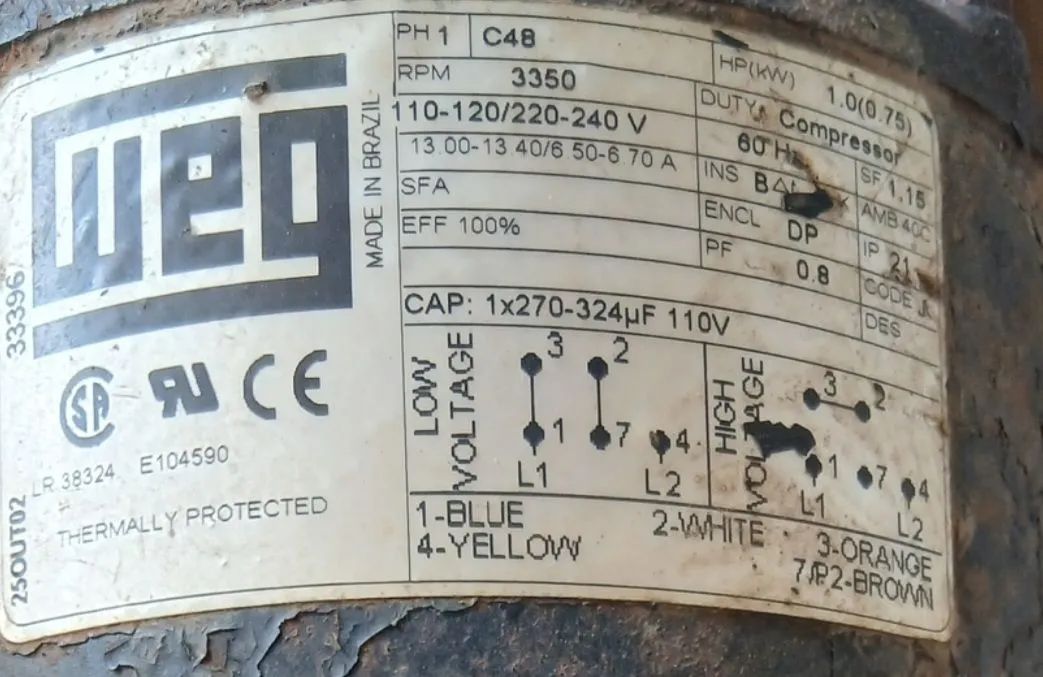 weg
MADE IN BRAZIL
33396
25OUT02
LR 38324 E104590
THERMALLY PROTECTED
PH 1 C48
HP(kW) 1.0(0.75)
RPM 3350
DUTY Compressor
110-120/220-240 V
60 Hz
SF 1.15
13.00-13.40/6.50-6.70 A
INS B
AMB 40C
SFA
ENCL DP
IP 21
EFF 100%
PF 0.8
CODE
DES
CAP: 1x270-324µF 110V
LOW VOLTAGE
3 2
1 7 4
L1 L2
HIGH VOLTAGE
3 2
1 7 4
L1 L2
1-BLUE 2-WHITE 3-ORANGE
4-YELLOW 7/P2-BROWN